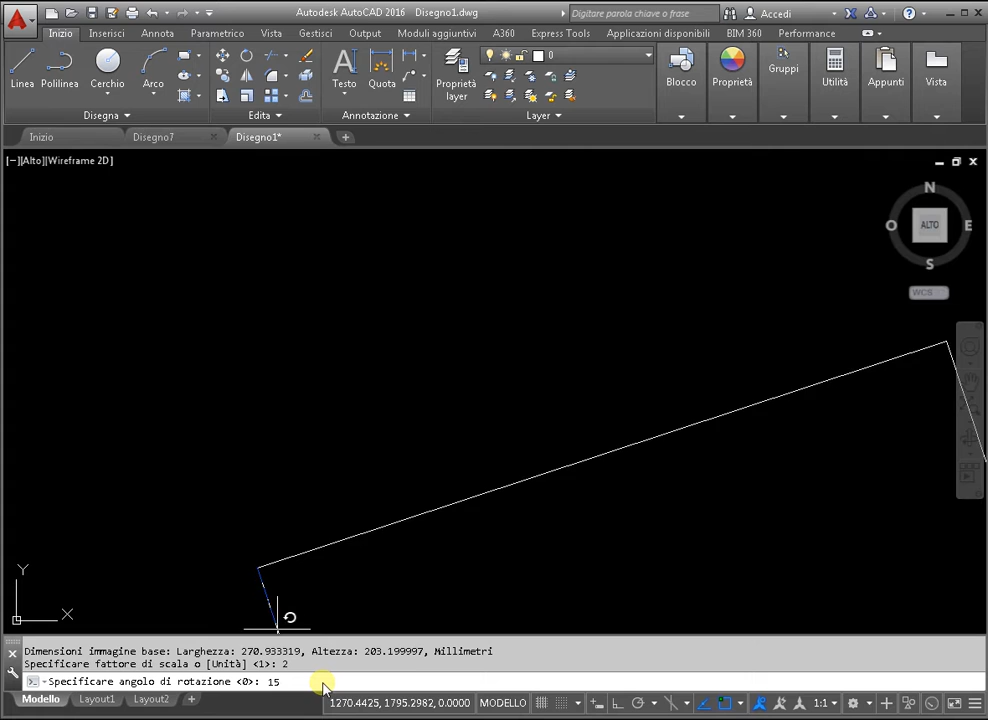 Autodesk AutoCAD 2016 Disegno1.dwg
Digitare parola chiave o frase
Accedi
Inizio Inserisci Annota Parametrico Vista Gestisci Output Moduli aggiuntivi A360 Express Tools Applicazioni disponibili BIM 360 Performance
0
Linea Polilinea Cerchio Arco Testo Quota Proprietà layer Blocco Proprietà Gruppi Utilità Appunti Vista
Disegna Edita Annotazione Layer
Inizio Disegno7 Disegno1*
[−][Alto][Wireframe 2D]
N
O ALTO E
S
WCS
Y
X
Dimensioni immagine base: Larghezza: 270.933319, Altezza: 203.199997, Millimetri
Specificare fattore di scala o [Unità] <1>: 2
Specificare angolo di rotazione <0>: 15
Modello Layout1 Layout2 +
1270.4425, 1795.2982, 0.0000 MODELLO 1:1